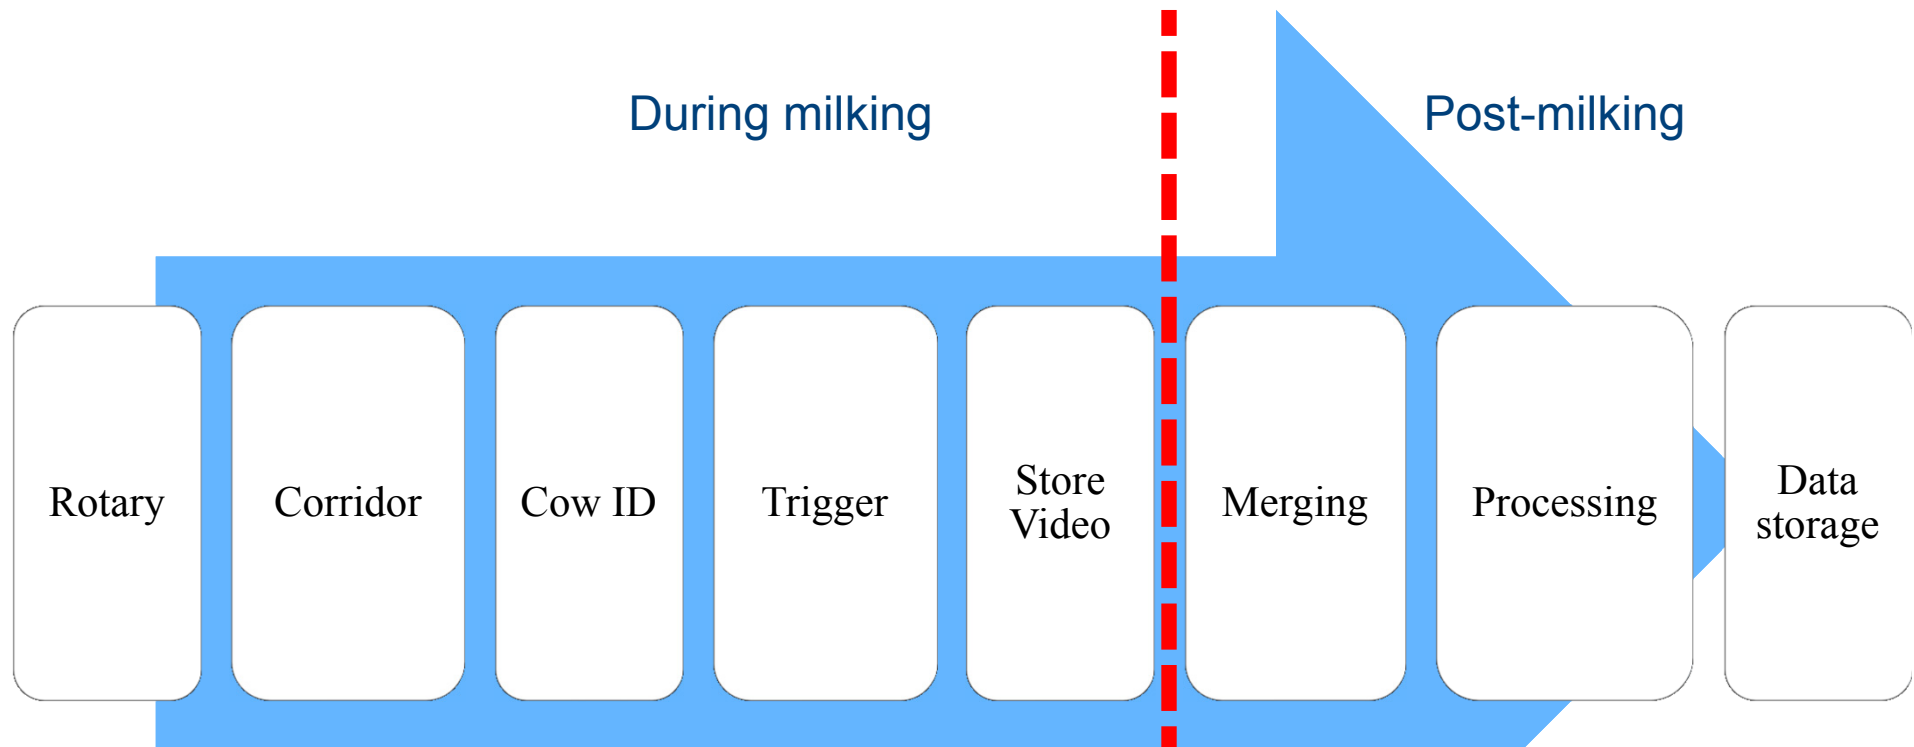 During milking
Post-milking
Rotary
Corridor
Cow ID
Trigger
Store
Video
Merging
Processing
Data
storage